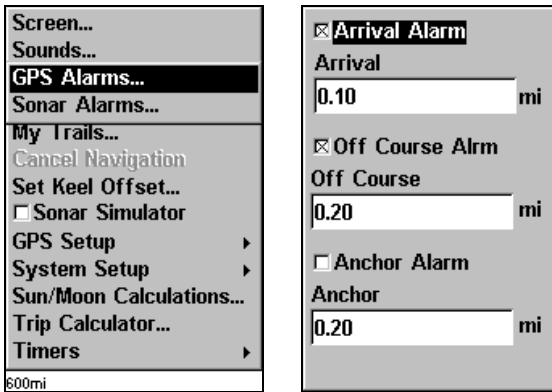 Screen...
Sounds...
GPS Alarms...
Sonar Alarms...
My Trails...
Cancel Navigation
Set Keel Offset...
Sonar Simulator
GPS Setup
System Setup
Sun/Moon Calculations...
Trip Calculator...
Timers
600mi
Arrival Alarm
Arrival
0.10 mi
Off Course Alrm
Off Course
0.20 mi
Anchor Alarm
Anchor
0.20 mi